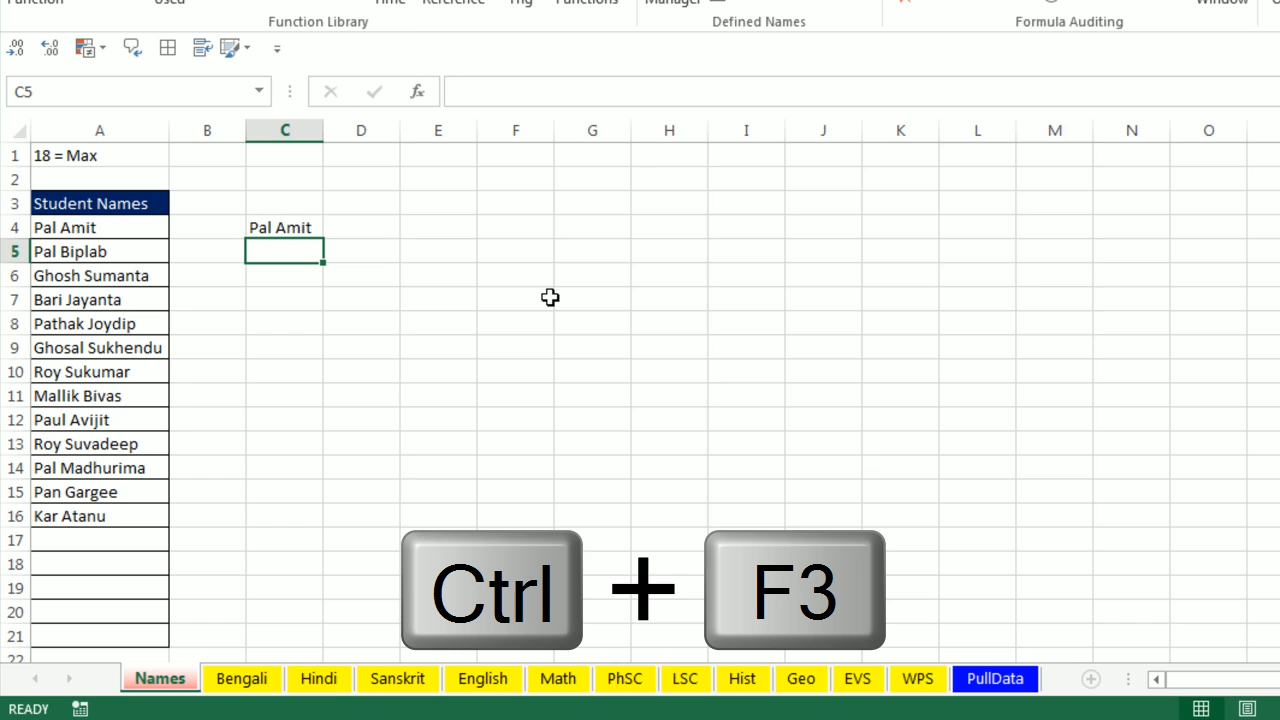 Function Used Time Reference Trig Functions Manager Window
Function Library Defined Names Formula Auditing
.00 .0 .0 .00
C5 fx
A B C D E F G H I J K L M N O
1 18 = Max
2
3 Student Names
4 Pal Amit Pal Amit
5 Pal Biplab
6 Ghosh Sumanta
7 Bari Jayanta
8 Pathak Joydip
9 Ghosal Sukhendu
10 Roy Sukumar
11 Mallik Bivas
12 Paul Avijit
13 Roy Suvadeep
14 Pal Madhurima
15 Pan Gargee
16 Kar Atanu
17
18
19
20
21
22
Ctrl + F3
Names Bengali Hindi Sanskrit English Math PhSC LSC Hist Geo EVS WPS PullData
READY